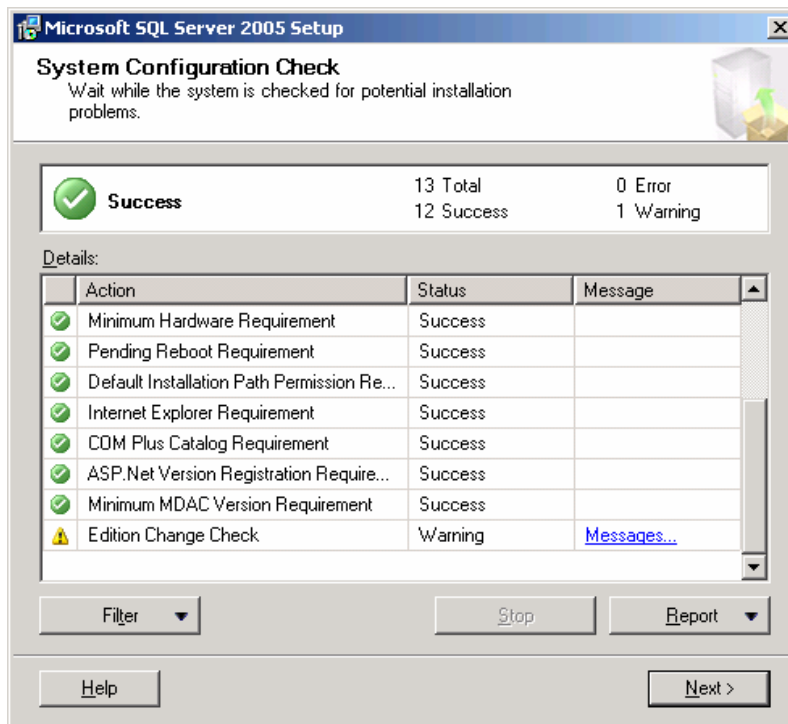 Microsoft SQL Server 2005 Setup
System Configuration Check
Wait while the system is checked for potential installation
problems.
Success 13 Total 0 Error
12 Success 1 Warning
Details:
Action Status Message
Minimum Hardware Requirement Success
Pending Reboot Requirement Success
Default Installation Path Permission Re... Success
Internet Explorer Requirement Success
COM Plus Catalog Requirement Success
ASP.Net Version Registration Require... Success
Minimum MDAC Version Requirement Success
Edition Change Check Warning Messages...
Filter Stop Report
Help Next >